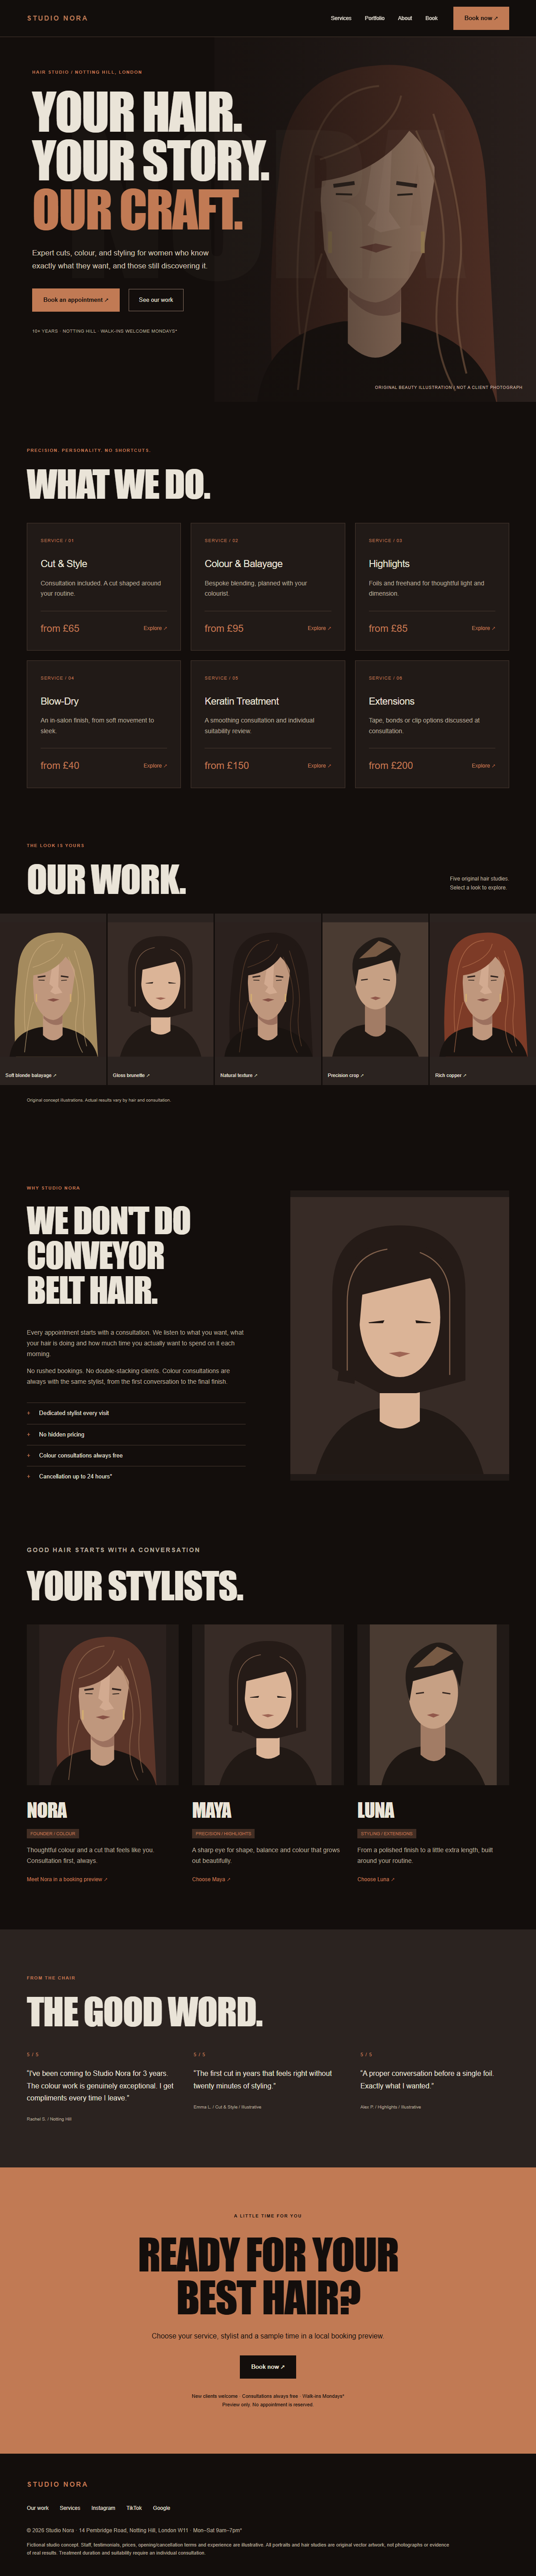 STUDIO NORA
Services Portfolio About Book Book now ↗
HAIR STUDIO / NOTTING HILL, LONDON
YOUR HAIR.
YOUR STORY.
OUR CRAFT.
Expert cuts, colour, and styling for women who know
exactly what they want, and those still discovering it.
Book an appointment ↗ See our work
10+ YEARS · NOTTING HILL · WALK-INS WELCOME MONDAYS*
ORIGINAL BEAUTY ILLUSTRATION / NOT A CLIENT PHOTOGRAPH
PRECISION. PERSONALITY. NO SHORTCUTS.
WHAT WE DO.
SERVICE / 01
Cut & Style
Consultation included. A cut shaped around
your routine.
from £65 Explore ↗
SERVICE / 02
Colour & Balayage
Bespoke blending, planned with your
colourist.
from £95 Explore ↗
SERVICE / 03
Highlights
Foils and freehand for thoughtful light and
dimension.
from £85 Explore ↗
SERVICE / 04
Blow-Dry
An in-salon finish, from soft movement to
sleek.
from £40 Explore ↗
SERVICE / 05
Keratin Treatment
A smoothing consultation and individual
suitability review.
from £150 Explore ↗
SERVICE / 06
Extensions
Tape, bonds or clip options discussed at
consultation.
from £200 Explore ↗
THE LOOK IS YOURS
OUR WORK.
Five original hair studies.
Select a look to explore.
Soft blonde balayage ↗
Gloss brunette ↗
Natural texture ↗
Precision crop ↗
Rich copper ↗
Original concept illustrations. Actual results vary by hair and consultation.
WHY STUDIO NORA
WE DON'T DO
CONVEYOR
BELT HAIR.
Every appointment starts with a consultation. We listen to what you want, what
your hair is doing and how much time you actually want to spend on it each
morning.
No rushed bookings. No double-stacking clients. Colour consultations are
always with the same stylist, from the first conversation to the final finish.
+ Dedicated stylist every visit
+ No hidden pricing
+ Colour consultations always free
+ Cancellation up to 24 hours*
GOOD HAIR STARTS WITH A CONVERSATION
YOUR STYLISTS.
NORA
FOUNDER / COLOUR
Thoughtful colour and a cut that feels like you.
Consultation first, always.
Meet Nora in a booking preview ↗
MAYA
PRECISION / HIGHLIGHTS
A sharp eye for shape, balance and colour that grows
out beautifully.
Choose Maya ↗
LUNA
STYLING / EXTENSIONS
From a polished finish to a little extra length, built
around your routine.
Choose Luna ↗
FROM THE CHAIR
THE GOOD WORD.
5 / 5
"I've been coming to Studio Nora for 3 years.
The colour work is genuinely exceptional. I get
compliments every time I leave."
Rachel S. / Notting Hill
5 / 5
"The first cut in years that feels right without
twenty minutes of styling."
Emma L. / Cut & Style / Illustrative
5 / 5
"A proper conversation before a single foil.
Exactly what I wanted."
Alex P. / Highlights / Illustrative
A LITTLE TIME FOR YOU
READY FOR YOUR
BEST HAIR?
Choose your service, stylist and a sample time in a local booking preview.
Book now ↗
New clients welcome · Consultations always free · Walk-ins Mondays*
Preview only. No appointment is reserved.
STUDIO NORA
Our work Services Instagram TikTok Google
© 2026 Studio Nora · 14 Pembridge Road, Notting Hill, London W11 · Mon–Sat 9am–7pm*
Fictional studio concept. Staff, testimonials, prices, opening/cancellation terms and experience are illustrative. All portraits and hair studies are original vector artwork, not photographs or evidence
of real results. Treatment duration and suitability require an individual consultation.